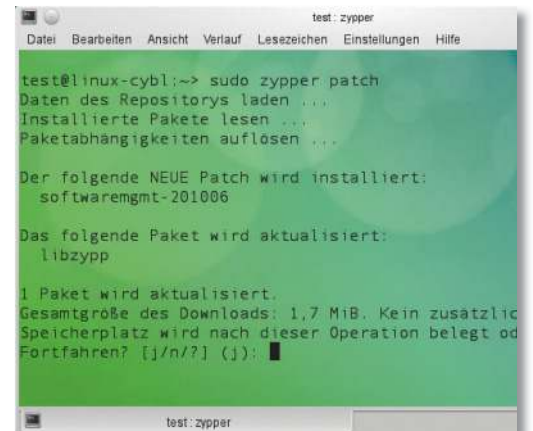 test : zypper
Datei Bearbeiten Ansicht Verlauf Lesezeichen Einstellungen Hilfe
test@linux-cybl:~> sudo zypper patch
Daten des Repositorys laden ...
Installierte Pakete lesen ...
Paketabhängigkeiten auflösen ...
Der folgende NEUE Patch wird installiert:
softwaremgmt-201006
Das folgende Paket wird aktualisiert:
libzypp
1 Paket wird aktualisiert.
Gesamtgröße des Downloads: 1,7 MiB. Kein zusätzlic
Speicherplatz wird nach dieser Operation belegt od
Fortfahren? [j/n/?] (j):
test : zypper